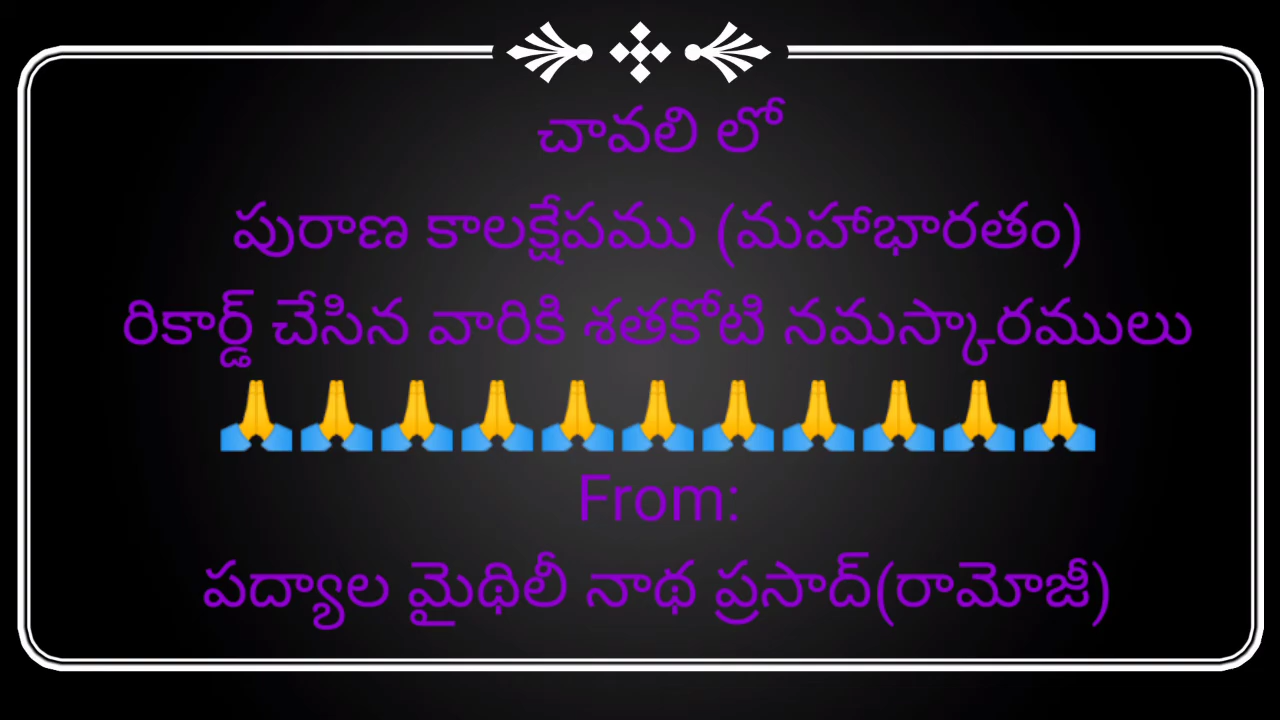 చావలి లో
పురాణ కాలక్షేపము (మహాభారతం)
రికార్డ్ చేసిన వారికి శతకోటి నమస్కారములు
🙏🙏🙏🙏🙏🙏🙏🙏🙏🙏🙏
From:
పద్యాల మైథిలీ నాథ ప్రసాద్(రామోజీ)